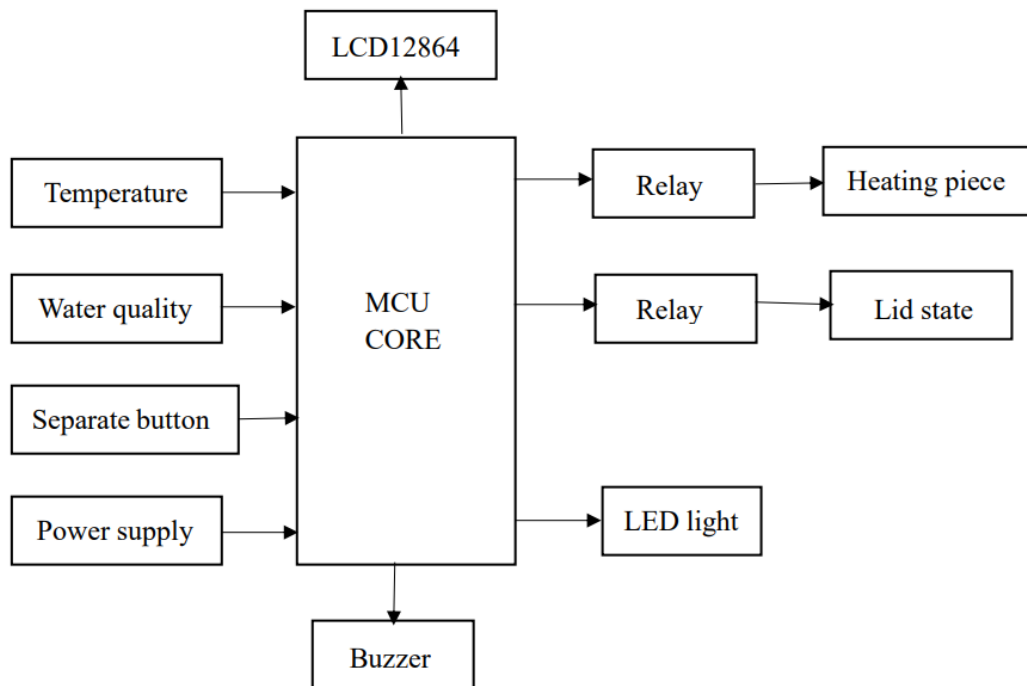 LCD12864
Temperature
Relay
Heating piece
Water quality
MCU
CORE
Relay
Lid state
Separate button
Power supply
LED light
Buzzer